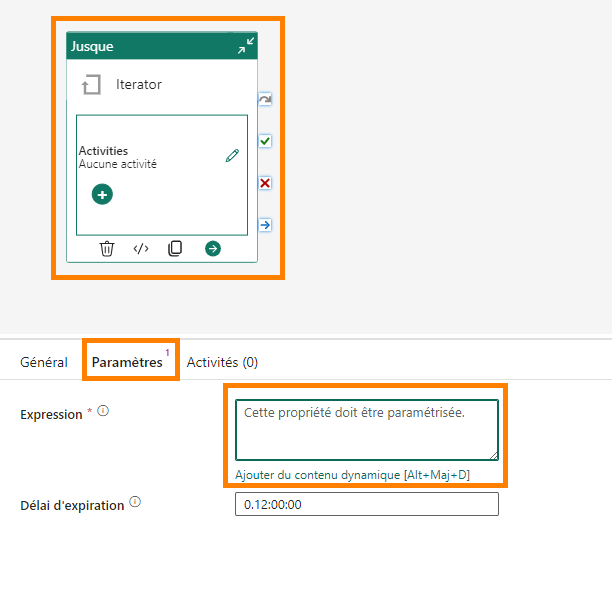 Jusque
Iterator
Activities
Aucune activité
Général
Paramètres 1
Activités (0)
Expression *
Cette propriété doit être paramétrisée.
Ajouter du contenu dynamique [Alt+Maj+D]
Délai d'expiration
0.12:00:00